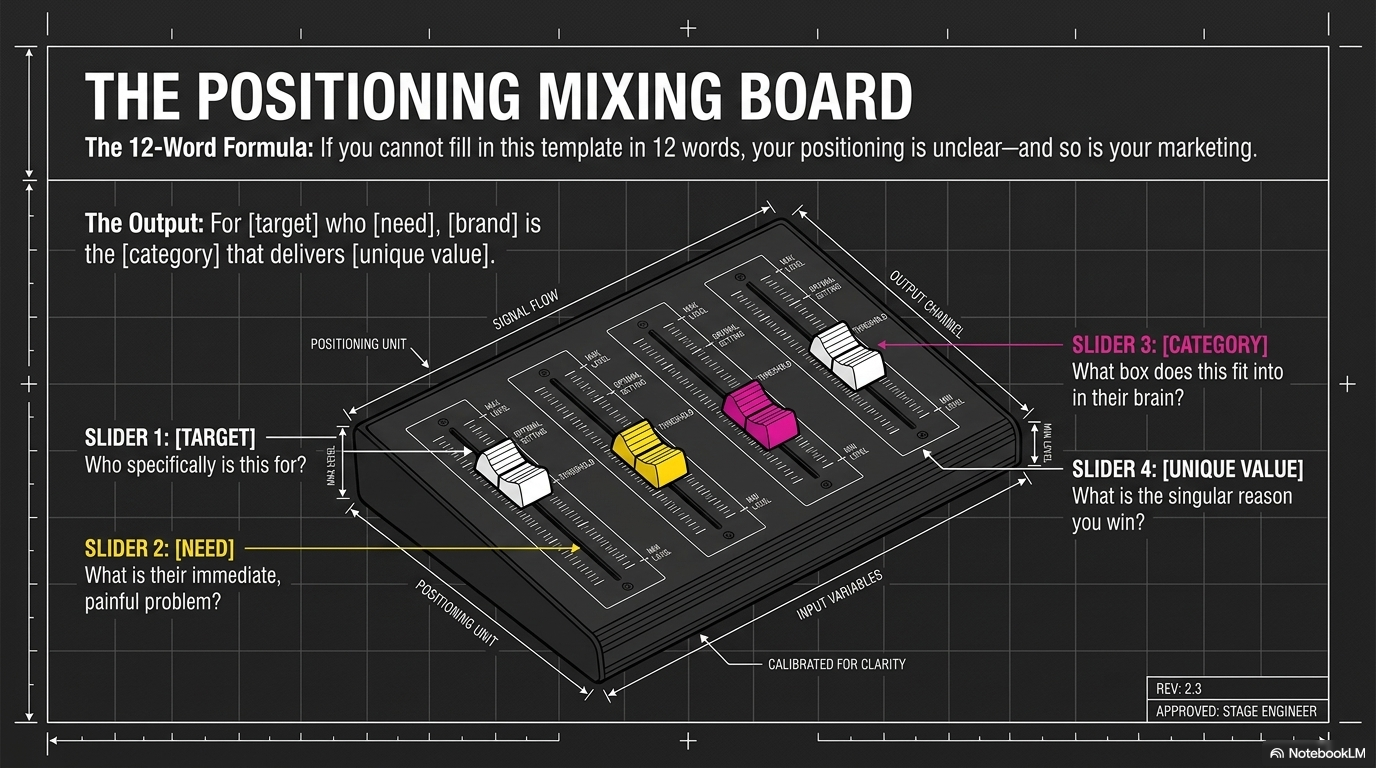 THE POSITIONING MIXING BOARD
The 12-Word Formula: If you cannot fill in this template in 12 words, your positioning is unclear—and so is your marketing.
The Output: For [target] who [need], [brand] is
the [category] that delivers [unique value].
SIGNAL FLOW
OUTPUT CHANNEL
POSITIONING UNIT
SLIDER 1: [TARGET]
Who specifically is this for?
SLIDER 2: [NEED]
What is their immediate,
painful problem?
SLIDER 3: [CATEGORY]
What box does this fit into
in their brain?
SLIDER 4: [UNIQUE VALUE]
What is the singular reason
you win?
THRESHOLD
THRESHOLD
THRESHOLD
POSITIONING UNIT
INPUT VARIABLES
CALIBRATED FOR CLARITY
REV: 2.3
APPROVED: STAGE ENGINEER
NotebookLM